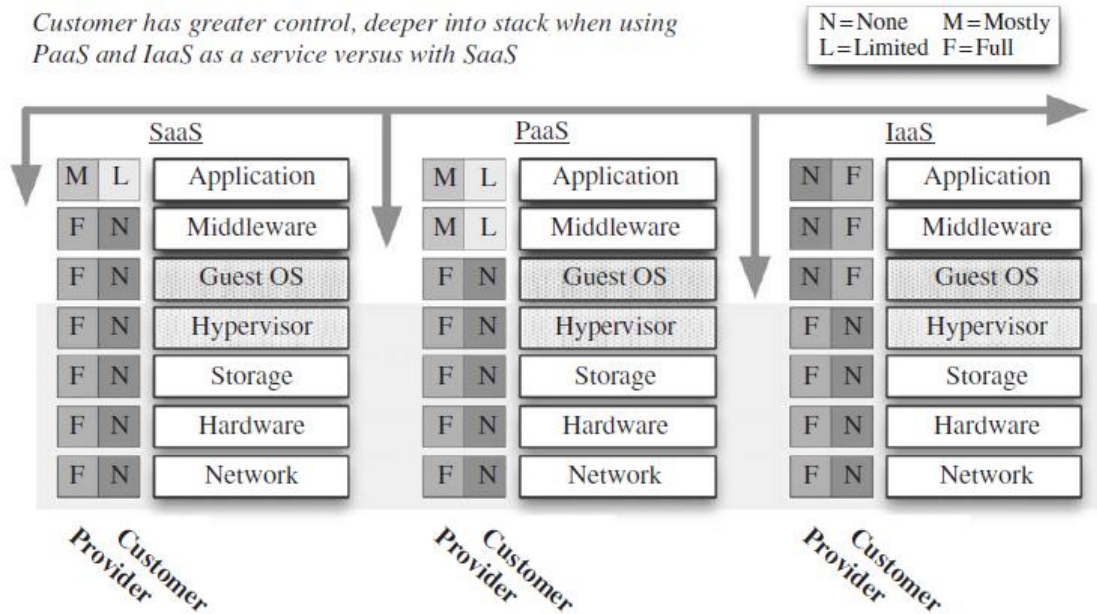 Customer has greater control, deeper into stack when using
PaaS and IaaS as a service versus with SaaS
N=None M=Mostly
L=Limited F=Full
SaaS PaaS IaaS
M L Application M L Application N F Application
F N Middleware M L Middleware N F Middleware
F N Guest OS F N Guest OS N F Guest OS
F N Hypervisor F N Hypervisor F N Hypervisor
F N Storage F N Storage F N Storage
F N Hardware F N Hardware F N Hardware
F N Network F N Network F N Network
Provider Customer Provider Customer Provider Customer